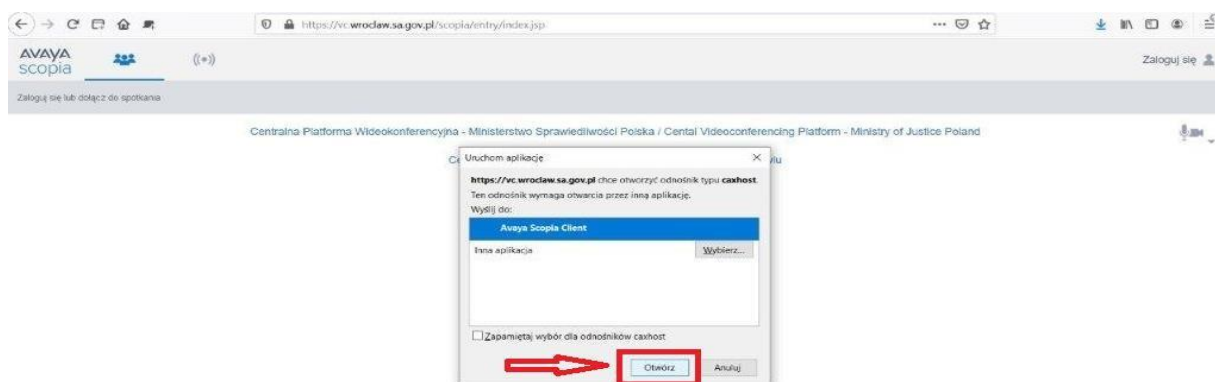 https://vc.wroclaw.sa.gov.pl/scopia/entry/index.jsp
AVAYA
scopia
Zaloguj się
Zaloguj się lub dołącz do spotkania
Centralna Platforma Wideokonferencyjna - Ministerstwo Sprawiedliwości Polska / Cental Videoconferencing Platform - Ministry of Justice Poland
Uruchom aplikację
https://vc.wroclaw.sa.gov.pl chce otworzyć odnośnik typu caxhost.
Ten odnośnik wymaga otwarcia przez inną aplikację.
Wyślij do:
Avaya Scopia Client
Inna aplikacja Wybierz...
Zapamiętaj wybór dla odnośników caxhost
Otwórz Anuluj